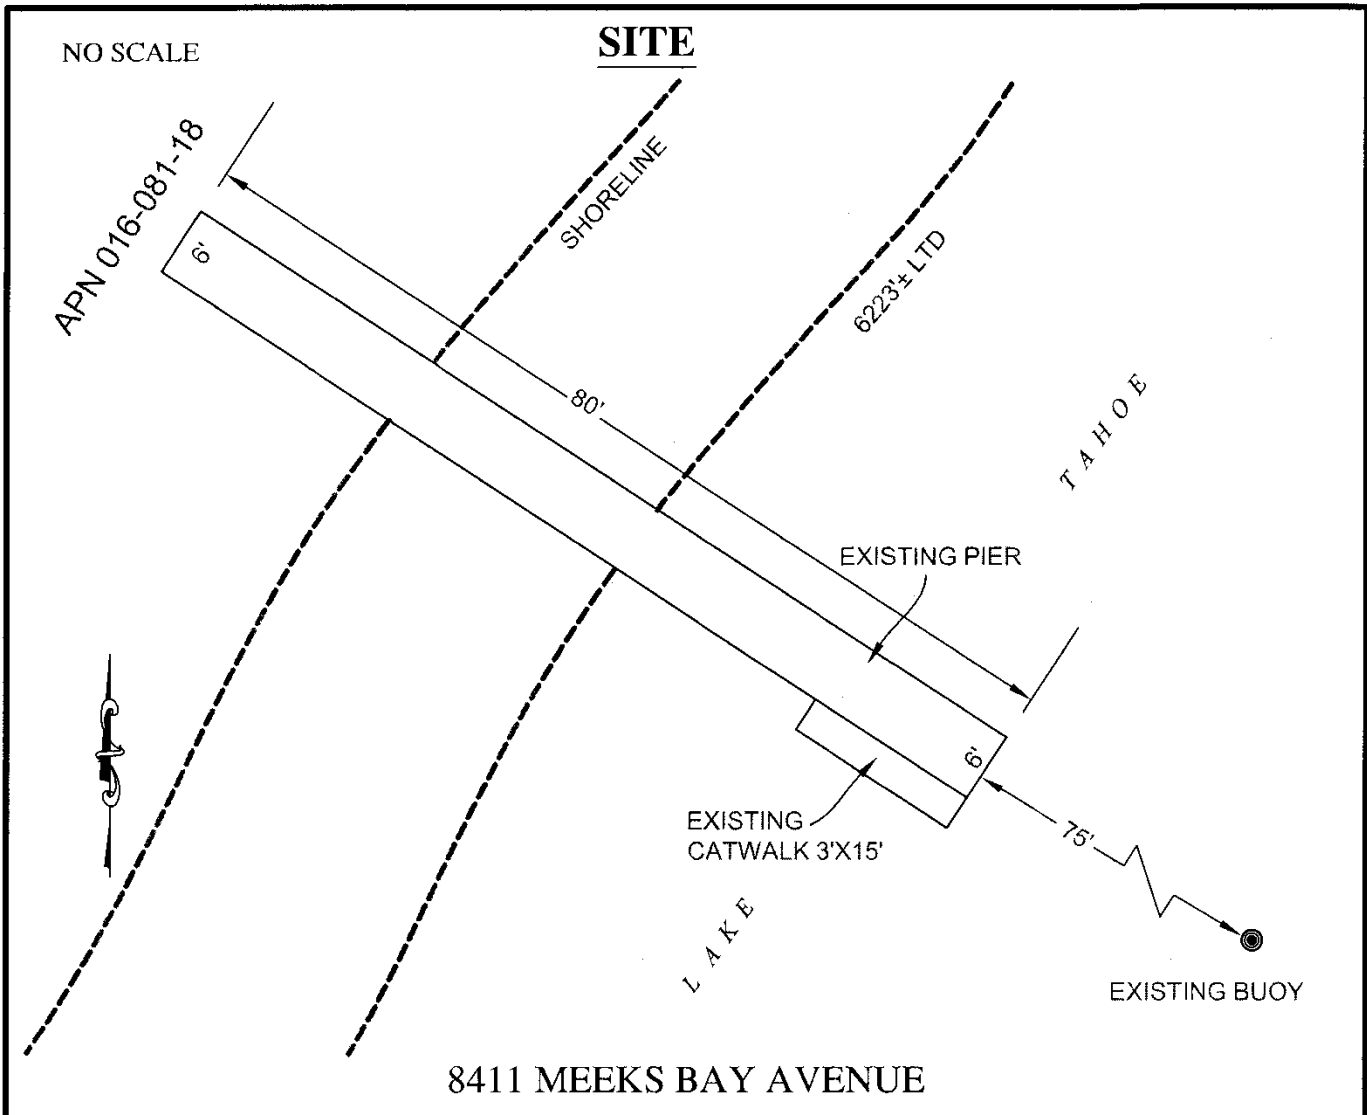 SITE
NO SCALE
APN 016-081-18
6'
SHORELINE
6223'± LTD
80'
TAHOE
EXISTING PIER
6'
EXISTING
CATWALK 3'X15'
75'
LAKE
EXISTING BUOY
8411 MEEKS BAY AVENUE